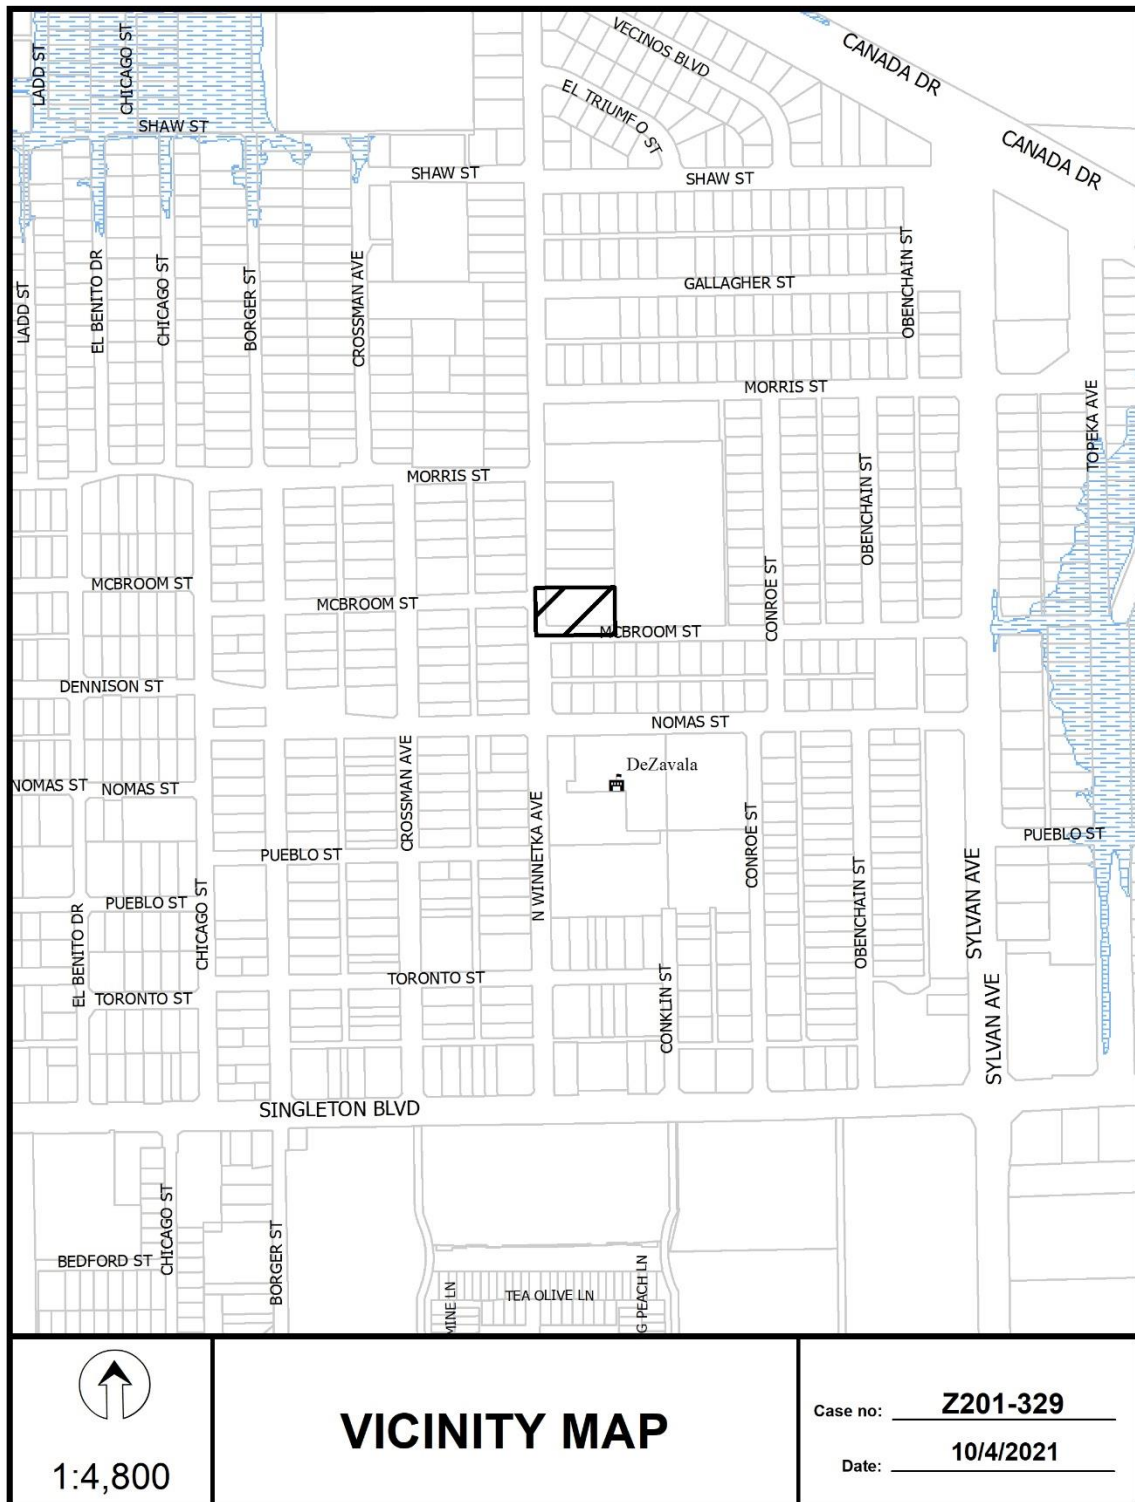 VECINOS BLVD
CANADA DR
LADD ST
CHICAGO ST
EL TRIUMFO ST
SHAW ST
CANADA DR
SHAW ST
SHAW ST
EL BENITO DR
CHICAGO ST
BORGER ST
CROSSMAN AVE
OBENCHAIN ST
GALLAGHER ST
LADD ST
MORRIS ST
TOPEKA AVE
MORRIS ST
OBENCHAIN ST
MCBROOM ST
CONROE ST
MCBROOM ST
MCBROOM ST
DENNISON ST
NOMAS ST
CROSSMAN AVE
DeZavala
NOMAS ST
NOMAS ST
N WINNETKA AVE
CONROE ST
PUEBLO ST
PUEBLO ST
OBENCHAIN ST
SYLVAN AVE
PUEBLO ST
CHICAGO ST
EL BENITO DR
TORONTO ST
TORONTO ST
CONKLIN ST
SYLVAN AVE
SINGLETON BLVD
CHICAGO ST
BORGER ST
BEDFORD ST
MINE LN
TEA OLIVE LN
G PEACH LN
1:4,800
VICINITY MAP
Case no: Z201-329
Date: 10/4/2021